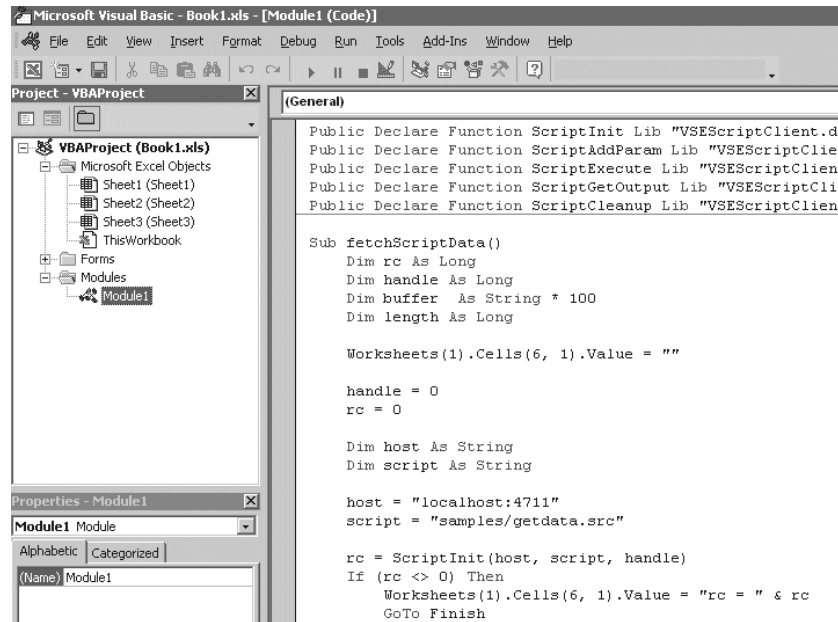 Microsoft Visual Basic - Book1.xls - [Module1 (Code)]
File Edit View Insert Format Debug Run Tools Add-Ins Window Help
Project - VBAProject
VBAProject (Book1.xls)
Microsoft Excel Objects
Sheet1 (Sheet1)
Sheet2 (Sheet2)
Sheet3 (Sheet3)
ThisWorkbook
Forms
Modules
Module1
Properties - Module1
Module1 Module
Alphabetic Categorized
(Name) Module1
(General)
Public Declare Function ScriptInit Lib "VSEScriptClient.d
Public Declare Function ScriptAddParam Lib "VSEScriptClie
Public Declare Function ScriptExecute Lib "VSEScriptClien
Public Declare Function ScriptGetOutput Lib "VSEScriptCli
Public Declare Function ScriptCleanup Lib "VSEScriptClien
Sub fetchScriptData()
Dim rc As Long
Dim handle As Long
Dim buffer  As String * 100
Dim length As Long
Worksheets(1).Cells(6, 1).Value = ""
handle = 0
rc = 0
Dim host As String
Dim script As String
host = "localhost:4711"
script = "samples/getdata.src"
rc = ScriptInit(host, script, handle)
If (rc <> 0) Then
Worksheets(1).Cells(6, 1).Value = "rc = " & rc
GoTo Finish